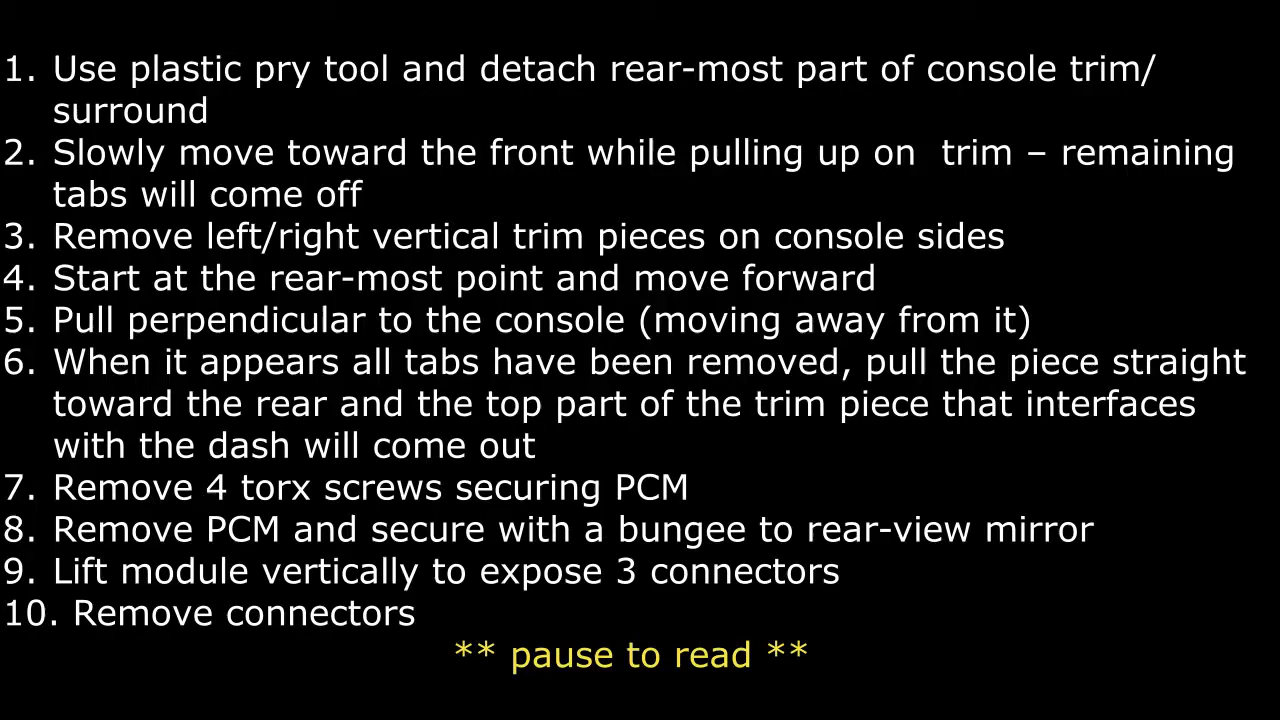 1. Use plastic pry tool and detach rear-most part of console trim/
surround
2. Slowly move toward the front while pulling up on  trim – remaining
tabs will come off
3. Remove left/right vertical trim pieces on console sides
4. Start at the rear-most point and move forward
5. Pull perpendicular to the console (moving away from it)
6. When it appears all tabs have been removed, pull the piece straight
toward the rear and the top part of the trim piece that interfaces
with the dash will come out
7. Remove 4 torx screws securing PCM
8. Remove PCM and secure with a bungee to rear-view mirror
9. Lift module vertically to expose 3 connectors
10. Remove connectors
** pause to read **